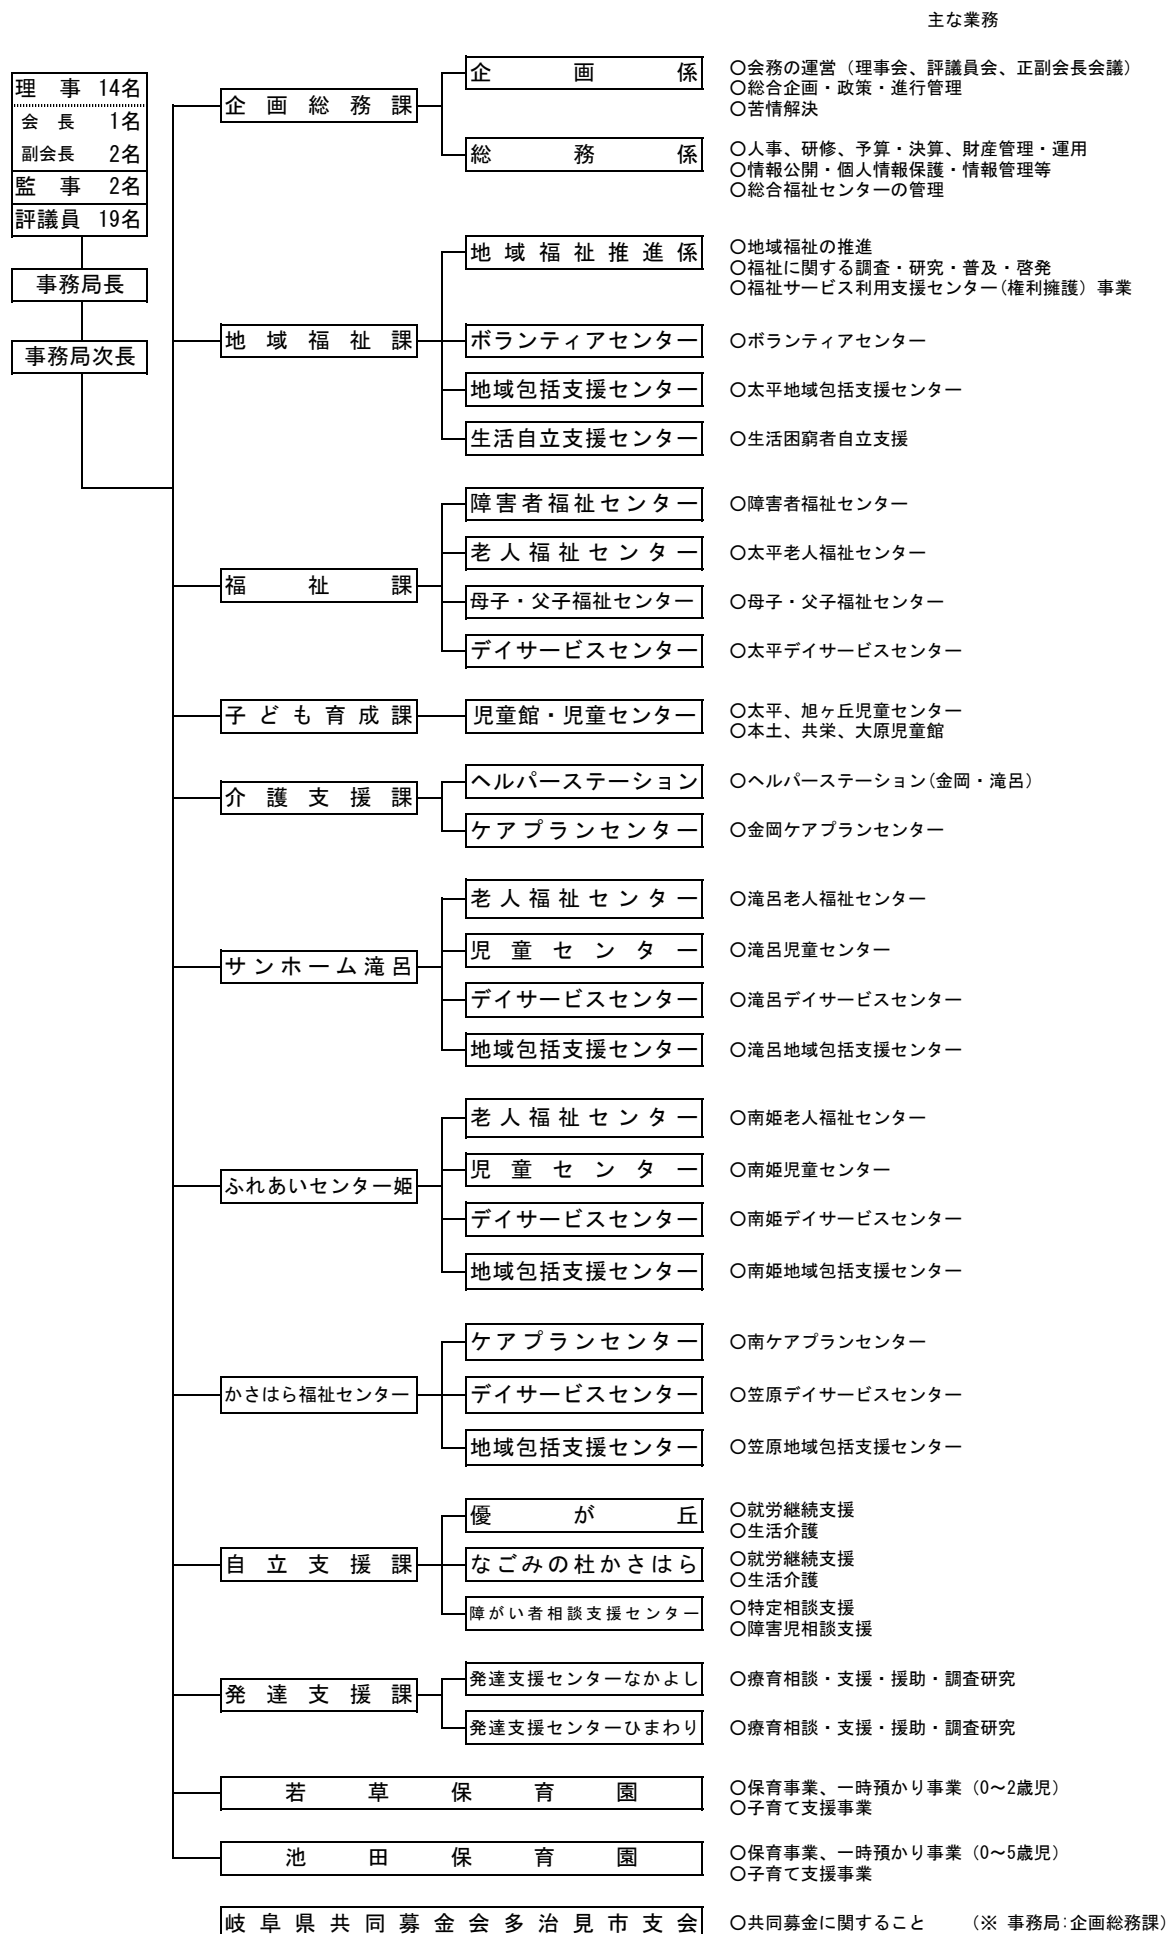 主な業務
理事 14名
会長 1名
副会長 2名
監事 2名
評議員 19名
事務局長
事務局次長
企画総務課
企画係
〇会務の運営（理事会、評議員会、正副会長会議）
〇総合企画・政策・進行管理
〇苦情解決
総務係
〇人事、研修、予算・決算、財産管理・運用
〇情報公開・個人情報保護・情報管理等
〇総合福祉センターの管理
地域福祉課
地域福祉推進係
〇地域福祉の推進
〇福祉に関する調査・研究・普及・啓発
〇福祉サービス利用支援センター(権利擁護）事業
ボランティアセンター
〇ボランティアセンター
地域包括支援センター
〇太平地域包括支援センター
生活自立支援センター
〇生活困窮者自立支援
福祉課
障害者福祉センター
〇障害者福祉センター
老人福祉センター
〇太平老人福祉センター
母子・父子福祉センター
〇母子・父子福祉センター
デイサービスセンター
〇太平デイサービスセンター
子ども育成課
児童館・児童センター
〇太平、旭ヶ丘児童センター
〇本土、共栄、大原児童館
介護支援課
ヘルパーステーション
〇ヘルパーステーション(金岡・滝呂）
ケアプランセンター
〇金岡ケアプランセンター
サンホーム滝呂
老人福祉センター
〇滝呂老人福祉センター
児童センター
〇滝呂児童センター
デイサービスセンター
〇滝呂デイサービスセンター
地域包括支援センター
〇滝呂地域包括支援センター
ふれあいセンター姫
老人福祉センター
〇南姫老人福祉センター
児童センター
〇南姫児童センター
デイサービスセンター
〇南姫デイサービスセンター
地域包括支援センター
〇南姫地域包括支援センター
かさはら福祉センター
ケアプランセンター
〇南ケアプランセンター
デイサービスセンター
〇笠原デイサービスセンター
地域包括支援センター
〇笠原地域包括支援センター
自立支援課
優が丘
〇就労継続支援
〇生活介護
なごみの杜かさはら
〇就労継続支援
〇生活介護
障がい者相談支援センター
〇特定相談支援
〇障害児相談支援
発達支援課
発達支援センターなかよし
〇療育相談・支援・援助・調査研究
発達支援センターひまわり
〇療育相談・支援・援助・調査研究
若草保育園
〇保育事業、一時預かり事業（0～2歳児）
〇子育て支援事業
池田保育園
〇保育事業、一時預かり事業（0～5歳児）
〇子育て支援事業
岐阜県共同募金会多治見市支会
〇共同募金に関すること （※ 事務局:企画総務課）